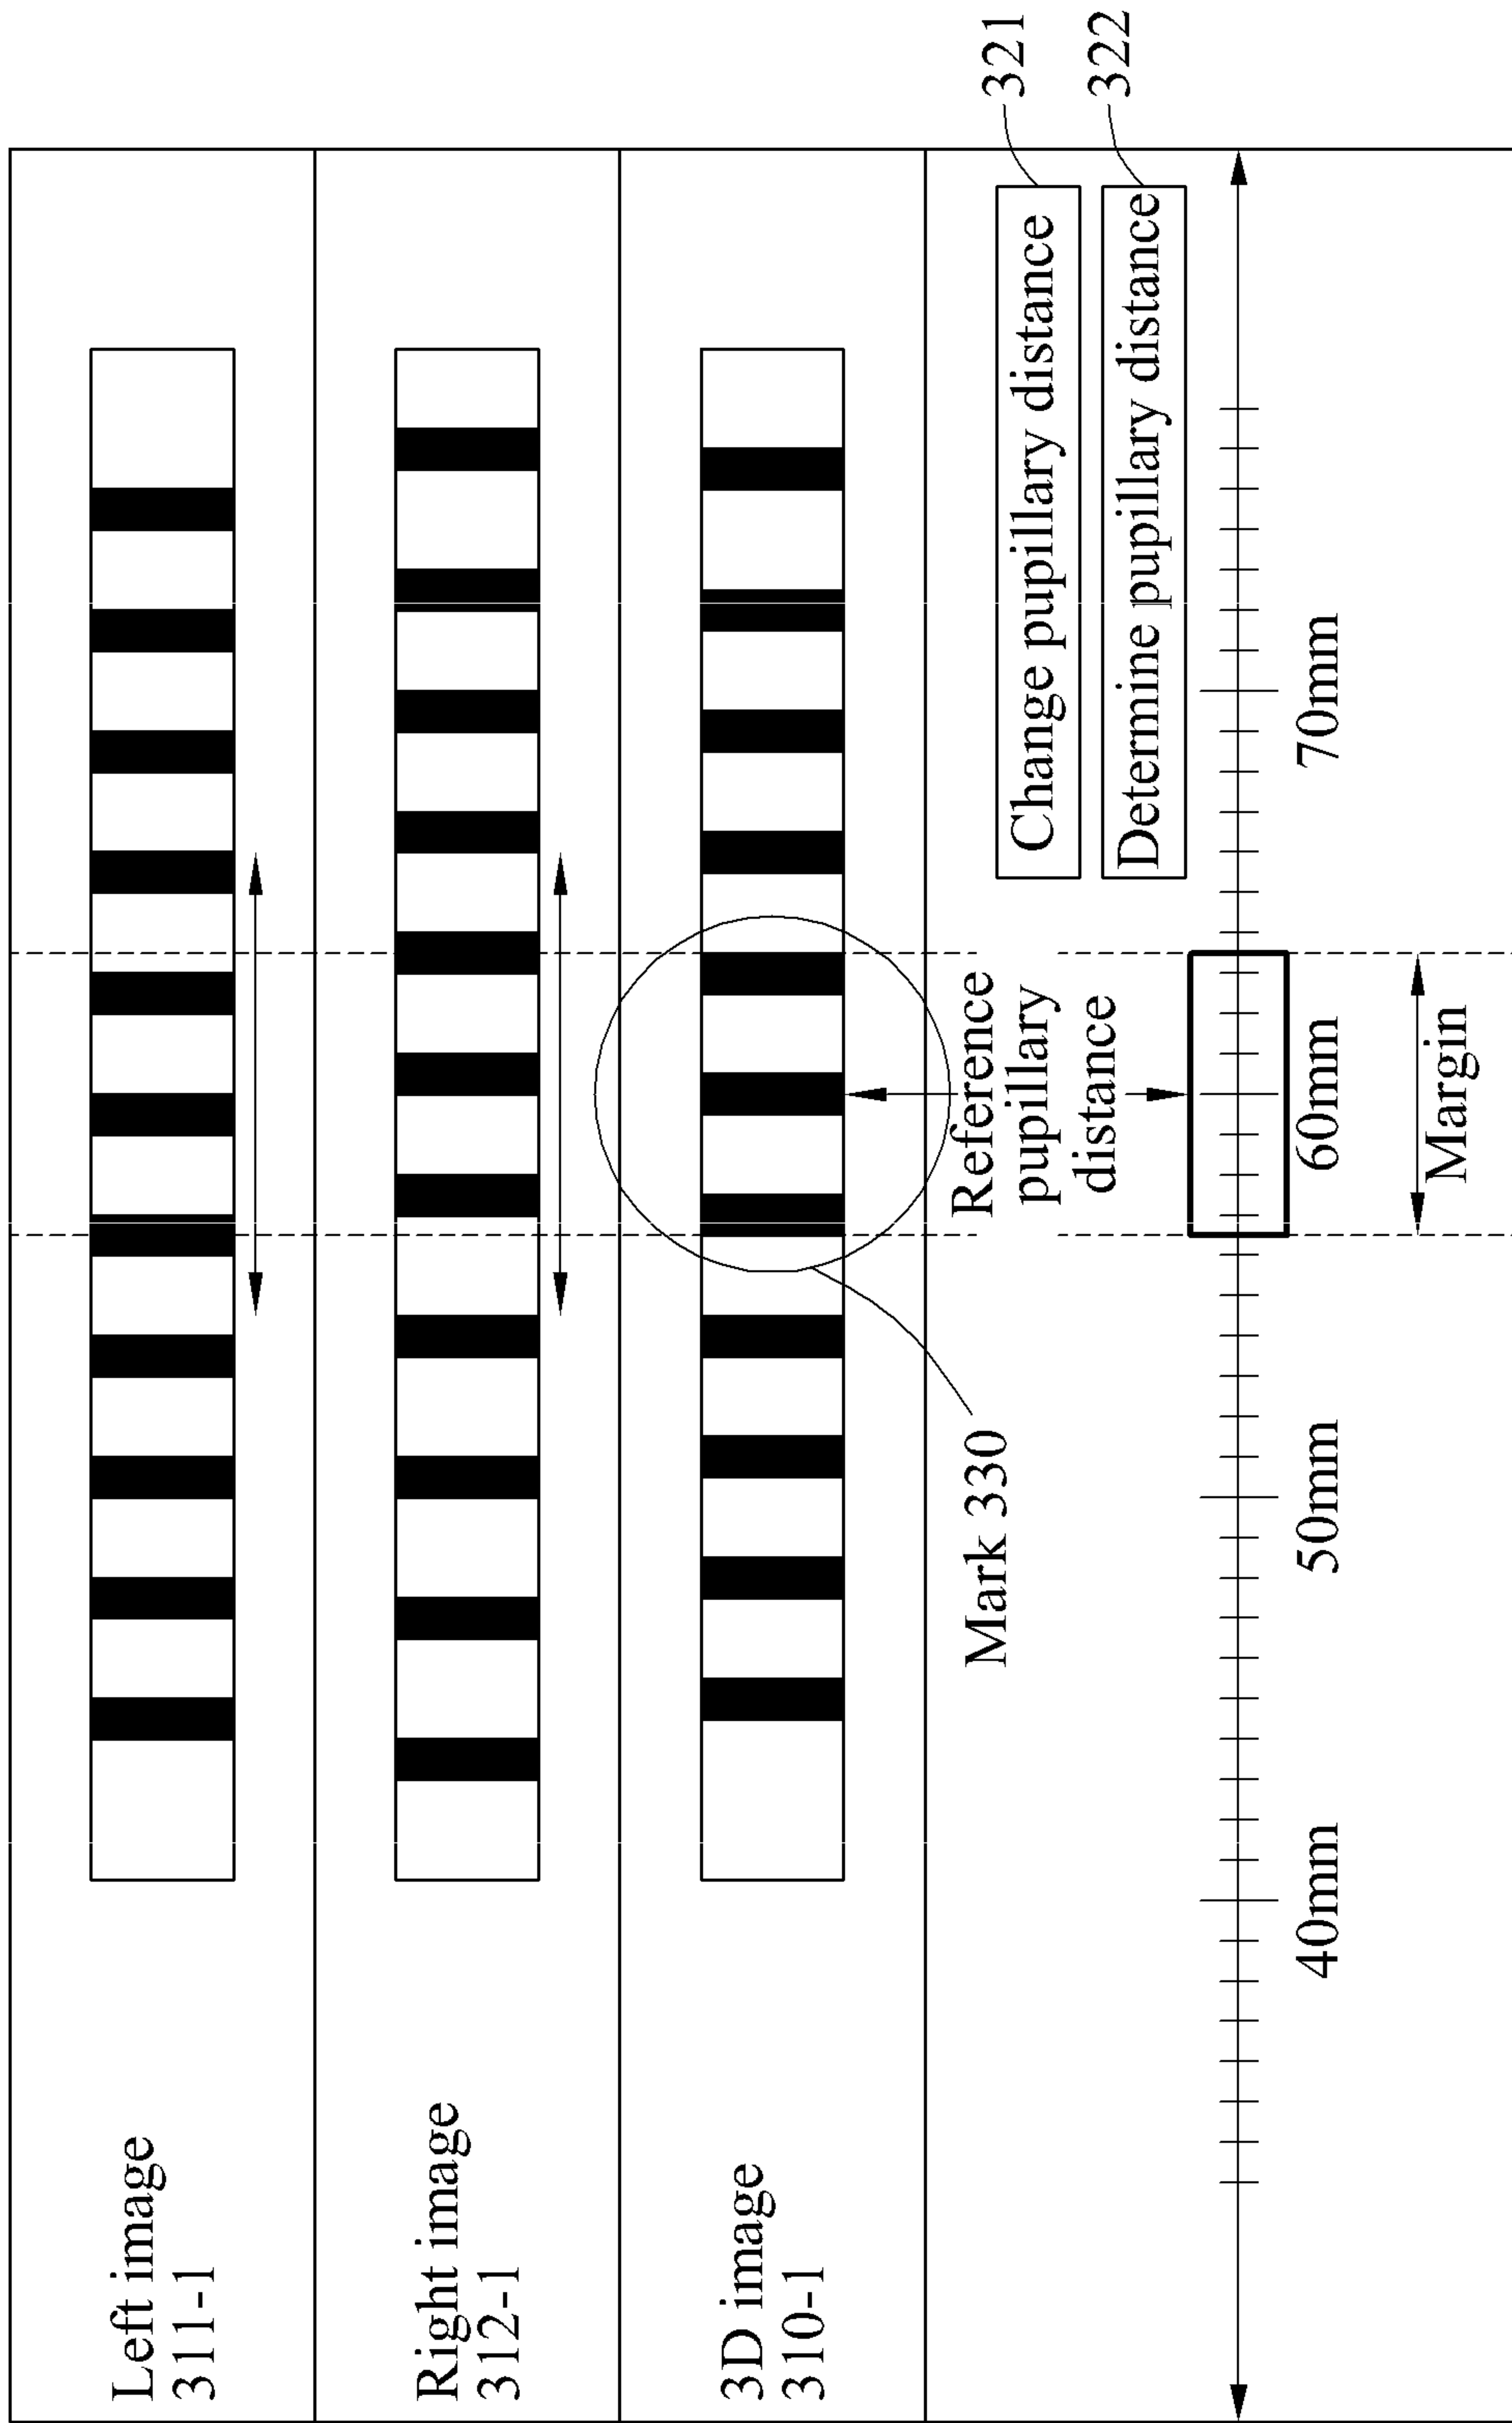 Left image
311-1
Right image
312-1
3D image
310-1
Mark 330
Reference
pupillary
distance
Change pupillary distance
321
Determine pupillary distance
322
40mm
50mm
60mm
70mm
Margin